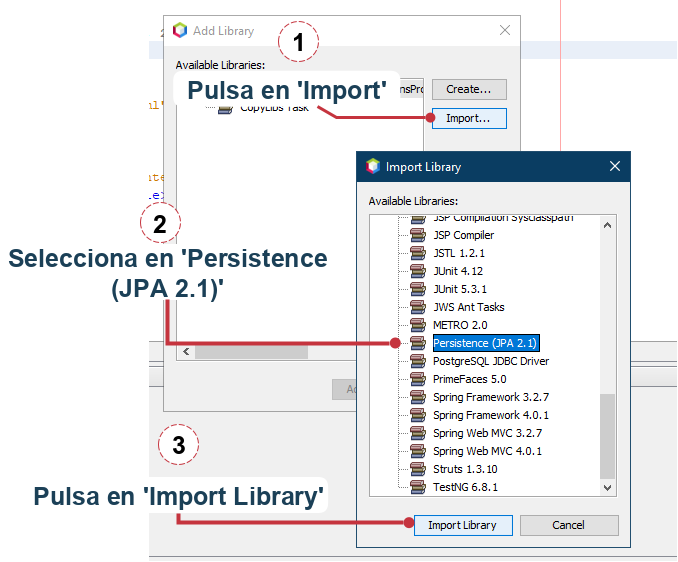 Add Library
1
Available Libraries:
Pulsa en 'Import'
nsPro
Create...
CopyLibs Task
Import...
Import Library
Available Libraries:
JSP Compilation Sysclasspath
JSP Compiler
JSTL 1.2.1
JUnit 4.12
JUnit 5.3.1
JWS Ant Tasks
METRO 2.0
Persistence (JPA 2.1)
PostgreSQL JDBC Driver
PrimeFaces 5.0
Spring Framework 3.2.7
Spring Framework 4.0.1
Spring Web MVC 3.2.7
Spring Web MVC 4.0.1
Struts 1.3.10
TestNG 6.8.1
2
Selecciona en 'Persistence
(JPA 2.1)'
3
Pulsa en 'Import Library'
Import Library
Cancel